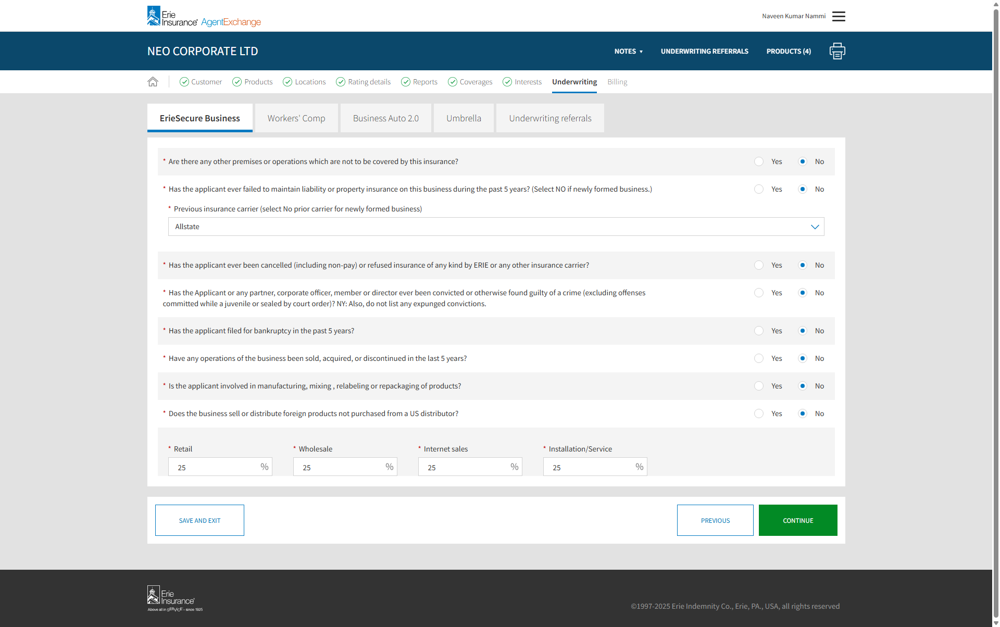 Erie
Insurance® AgentExchange
Naveen Kumar Nammi
NEO CORPORATE LTD
NOTES ▾
UNDERWRITING REFERRALS
PRODUCTS (4)
Customer
Products
Locations
Rating details
Reports
Coverages
Interests
Underwriting
Billing
ErieSecure Business
Workers' Comp
Business Auto 2.0
Umbrella
Underwriting referrals
* Are there any other premises or operations which are not to be covered by this insurance?
Yes
No
* Has the applicant ever failed to maintain liability or property insurance on this business during the past 5 years? (Select NO if newly formed business.)
Yes
No
* Previous insurance carrier (select No prior carrier for newly formed business)
Allstate
* Has the applicant ever been cancelled (including non-pay) or refused insurance of any kind by ERIE or any other insurance carrier?
Yes
No
* Has the Applicant or any partner, corporate officer, member or director ever been convicted or otherwise found guilty of a crime (excluding offenses
committed while a juvenile or sealed by court order)? NY: Also, do not list any expunged convictions.
Yes
No
* Has the applicant filed for bankruptcy in the past 5 years?
Yes
No
* Have any operations of the business been sold, acquired, or discontinued in the last 5 years?
Yes
No
* Is the applicant involved in manufacturing, mixing , relabeling or repackaging of products?
Yes
No
* Does the business sell or distribute foreign products not purchased from a US distributor?
Yes
No
* Retail
* Wholesale
* Internet sales
* Installation/Service
25 %
25 %
25 %
25 %
SAVE AND EXIT
PREVIOUS
CONTINUE
Erie
Insurance®
Above all in SERVICE® – since 1925
©1997-2025 Erie Indemnity Co., Erie, PA., USA, all rights reserved